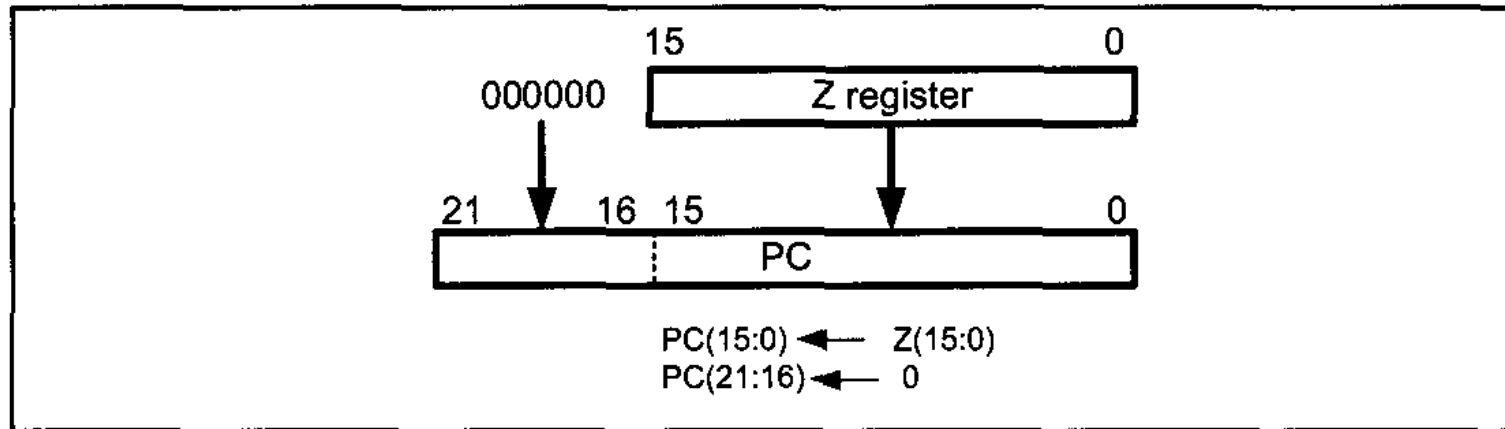 15 0
000000 Z register
21 16 15 0
PC
PC(15:0) ← Z(15:0)
PC(21:16) ← 0